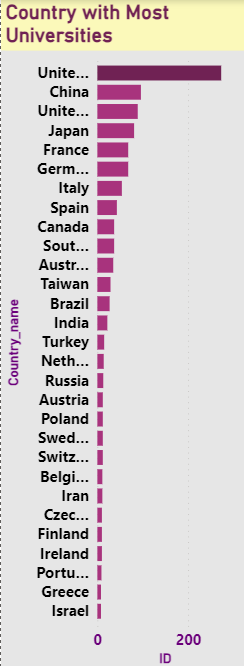 Country with Most
Universities
Unite...
China
Unite...
Japan
France
Germ...
Italy
Spain
Canada
Sout...
Austr...
Taiwan
Brazil
India
Turkey
Neth...
Russia
Austria
Poland
Swed...
Switz...
Belgi...
Iran
Czec...
Finland
Ireland
Portu...
Greece
Israel
Country_name
0 200
ID